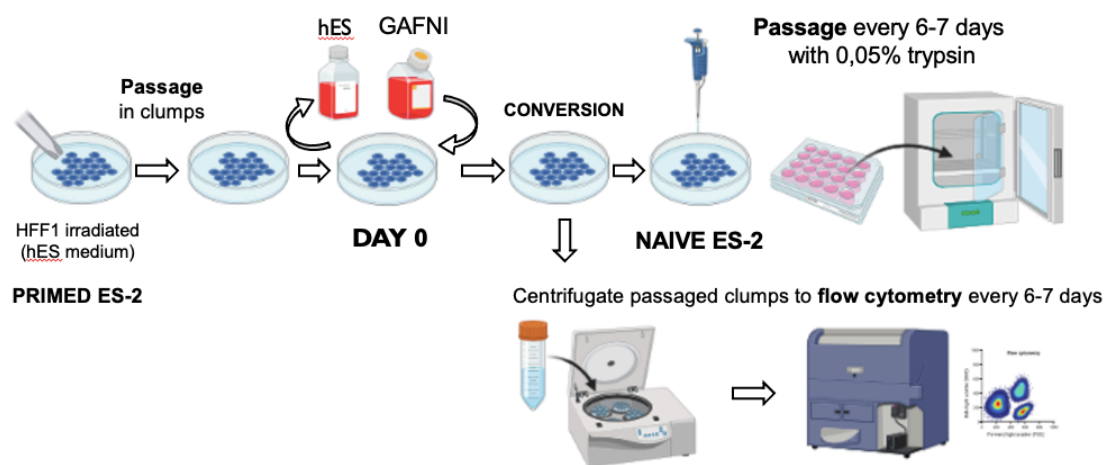 hES
GAFNI
Passage every 6-7 days
with 0,05% trypsin
Passage
in clumps
CONVERSION
HFF1 irradiated
(hES medium)
DAY 0
NAIVE ES-2
PRIMED ES-2
Centrifugate passaged clumps to flow cytometry every 6-7 days
Flow cytometry